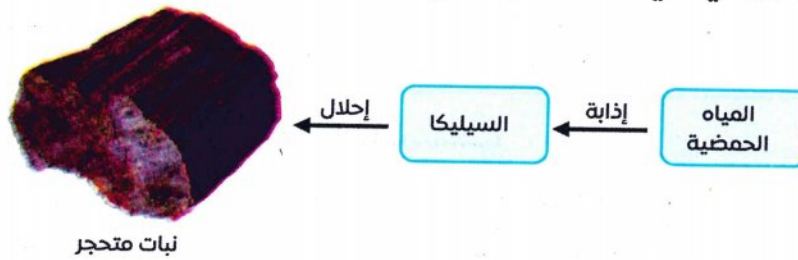 المياه
الحمضية
إذابة
السيليكا
إحلال
نبات متحجر